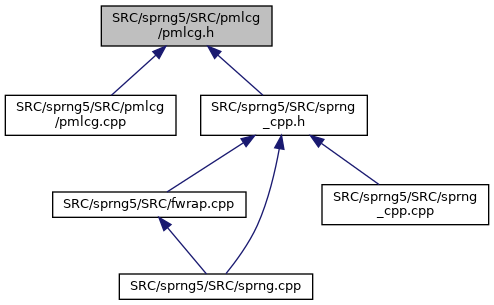 SRC/sprng5/SRC/pmlcg
/pmlcg.h
SRC/sprng5/SRC/pmlcg
/pmlcg.cpp
SRC/sprng5/SRC/sprng
_cpp.h
SRC/sprng5/SRC/fwrap.cpp
SRC/sprng5/SRC/sprng
_cpp.cpp
SRC/sprng5/SRC/sprng.cpp